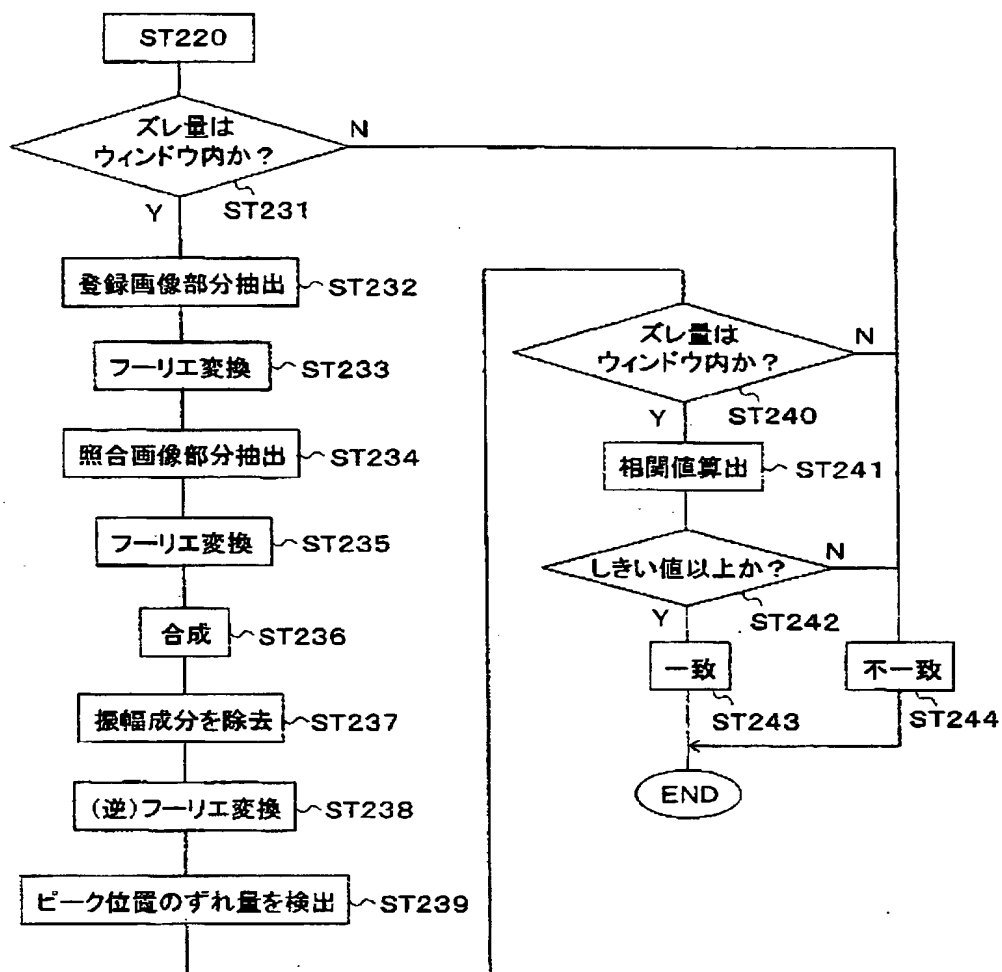 ST220
ズレ量は
ウィンドウ内か?
N
Y
ST231
登録画像部分抽出
ST232
フーリエ変換
ST233
照合画像部分抽出
ST234
フーリエ変換
ST235
合成
ST236
振幅成分を除去
ST237
(逆)フーリエ変換
ST238
ピーク位置のずれ量を検出
ST239
ズレ量は
ウィンドウ内か?
N
Y
ST240
相関値算出
ST241
しきい値以上か?
N
Y
ST242
一致
ST243
不一致
ST244
END